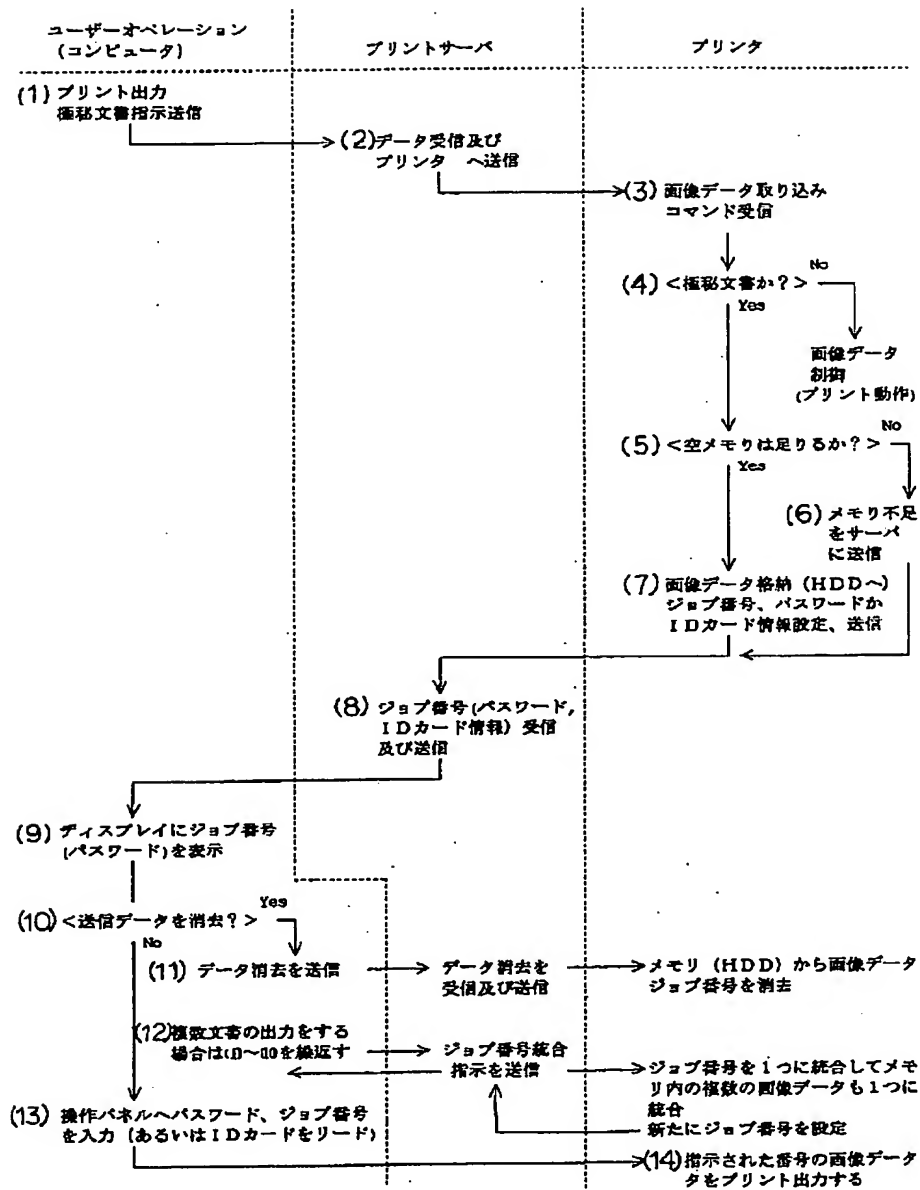 ユーザーオペレーション
(コンピュータ)
プリントサーバ
プリンタ
(1) プリント出力
極秘文書指示送信
(2) データ受信及び
プリンタ へ送信
(3) 画像データ取り込み
コマンド受信
(4) <極秘文書か?>
No
Yes
画像データ
制御
(プリント動作)
(5) <空メモリは足りるか?>
No
Yes
(6) メモリ不足
をサーバ
に送信
(7) 画像データ格納 (HDDへ)
ジョブ番号、パスワードか
IDカード情報設定、送信
(8) ジョブ番号(パスワード,
IDカード情報) 受信
及び送信
(9) ディスプレイにジョブ番号
(パスワード)を表示
(10) <送信データを消去?>
Yes
No
(11) データ消去を送信
データ消去を
受信及び送信
メモリ (HDD) から画像データ
ジョブ番号を消去
(12) 複数文書の出力をする
場合は を繰返す
ジョブ番号統合
指示を送信
ジョブ番号を1つに統合してメモ
リ内の複数の画像データも1つに
統合
新たにジョブ番号を設定
(13) 操作パネルへパスワード、ジョブ番号
を入力 (あるいはIDカードをリード)
(14) 指示された番号の画像デー
タをプリント出力する